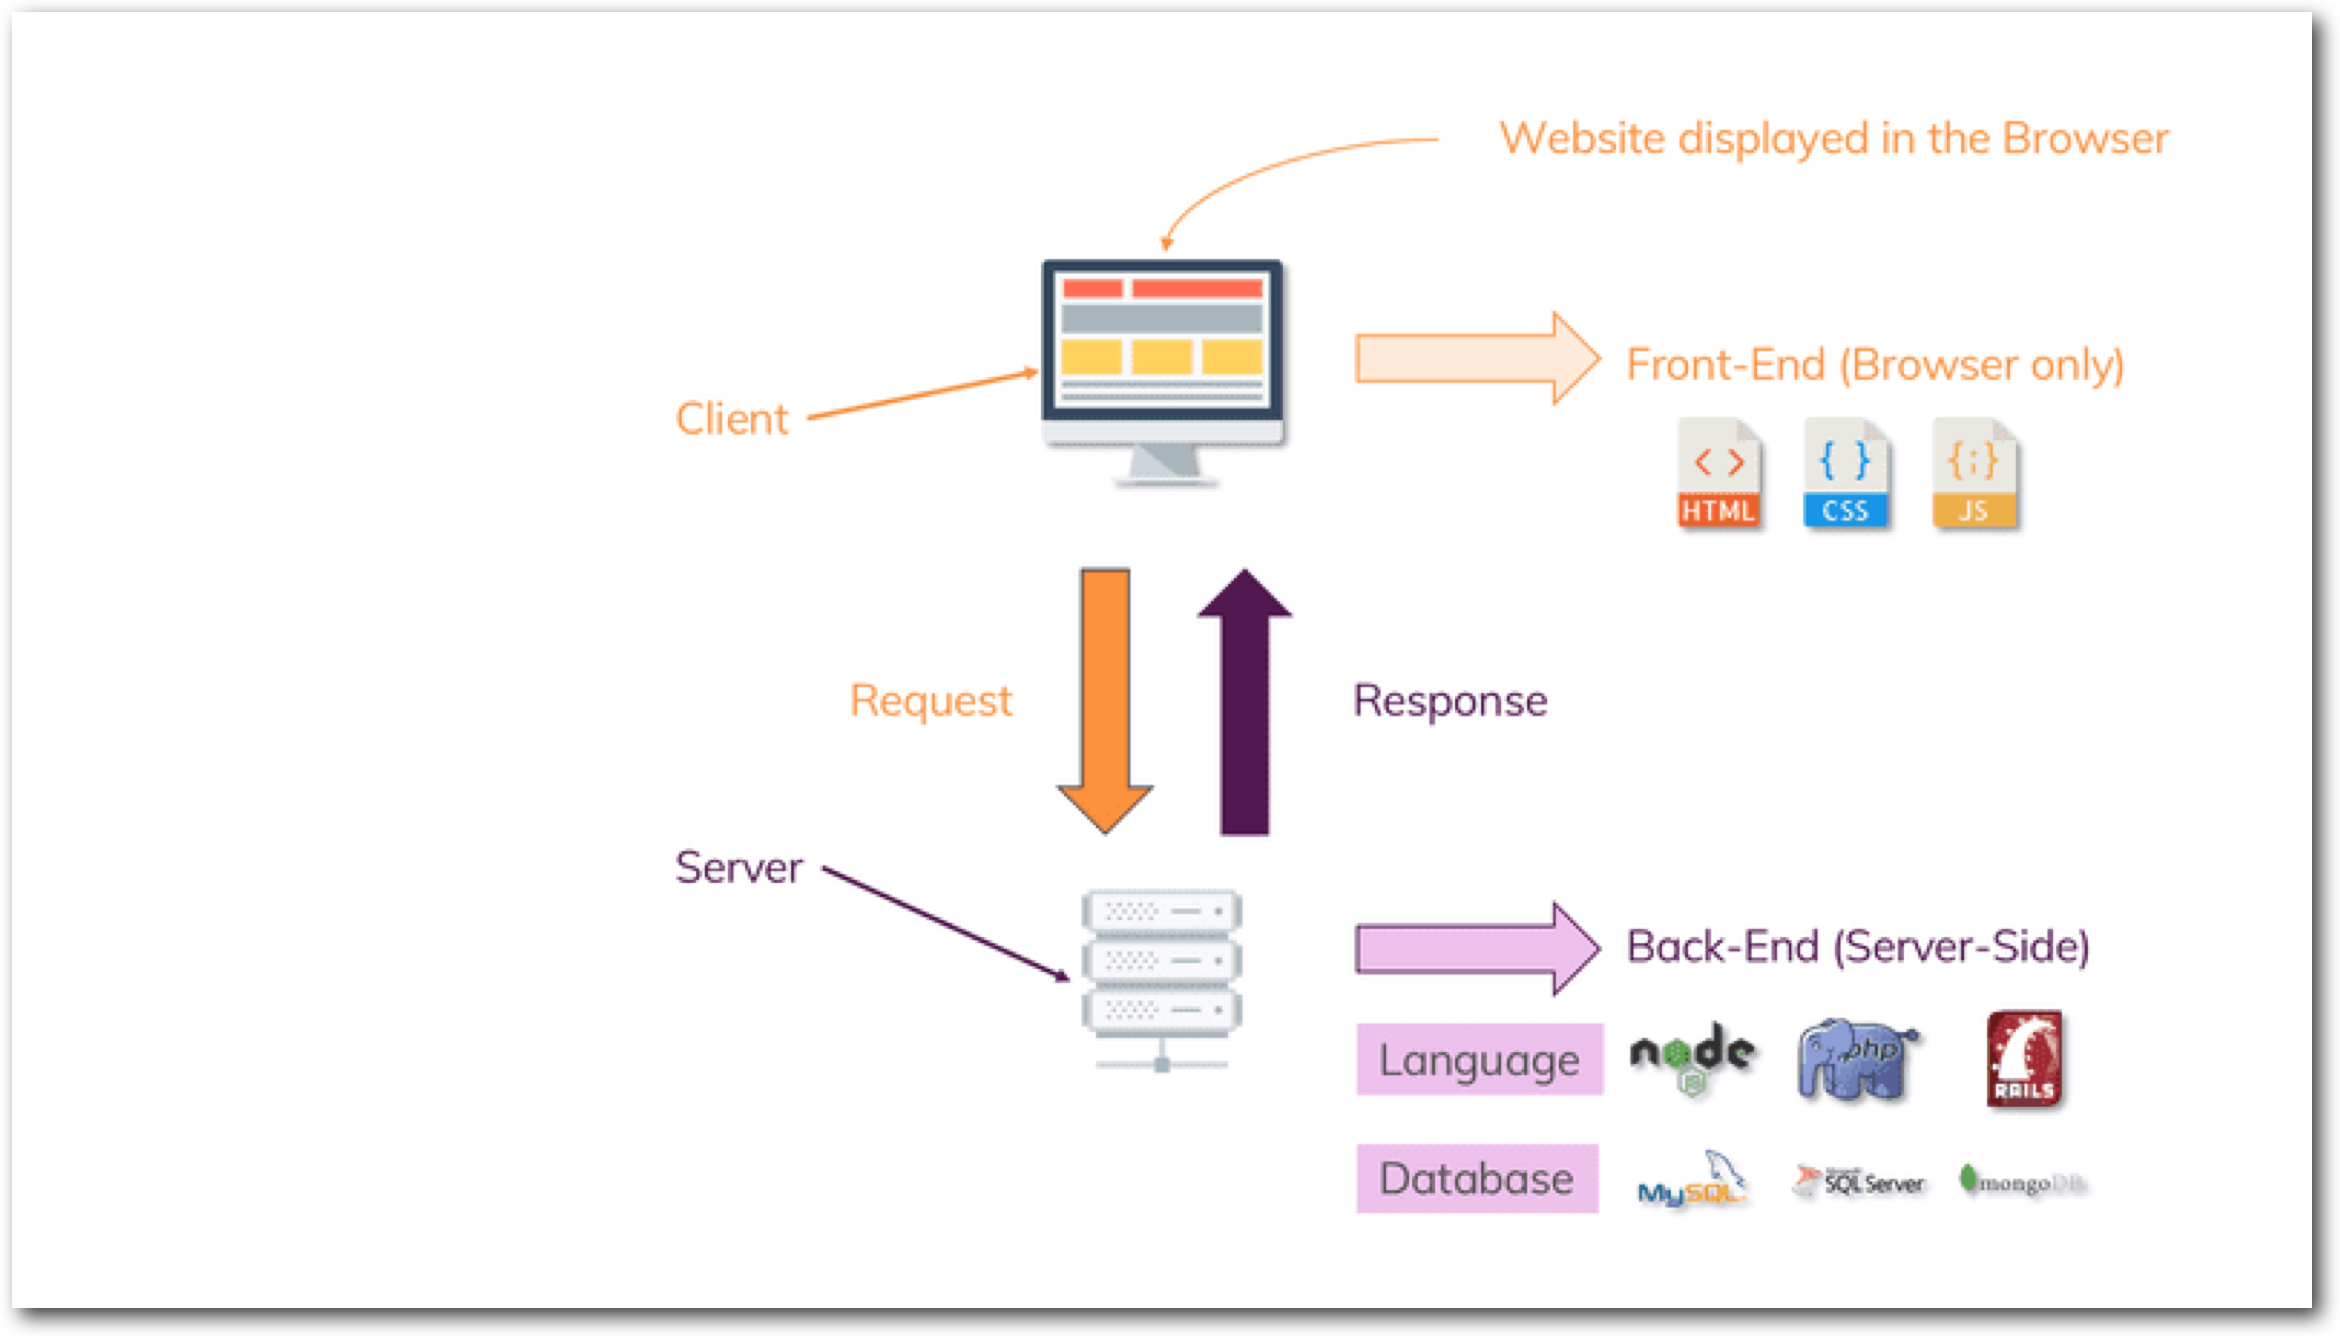 Website displayed in the Browser
Client
Front-End (Browser only)
< >
{ }
{;}
HTML
CSS
JS
Request
Response
Server
Back-End (Server-Side)
Language
node
JS
php
RAILS
Database
MySQL
SQL Server
mongoDB